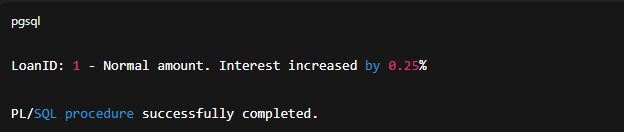 pgsql
LoanID: 1 - Normal amount. Interest increased by 0.25%
PL/SQL procedure successfully completed.